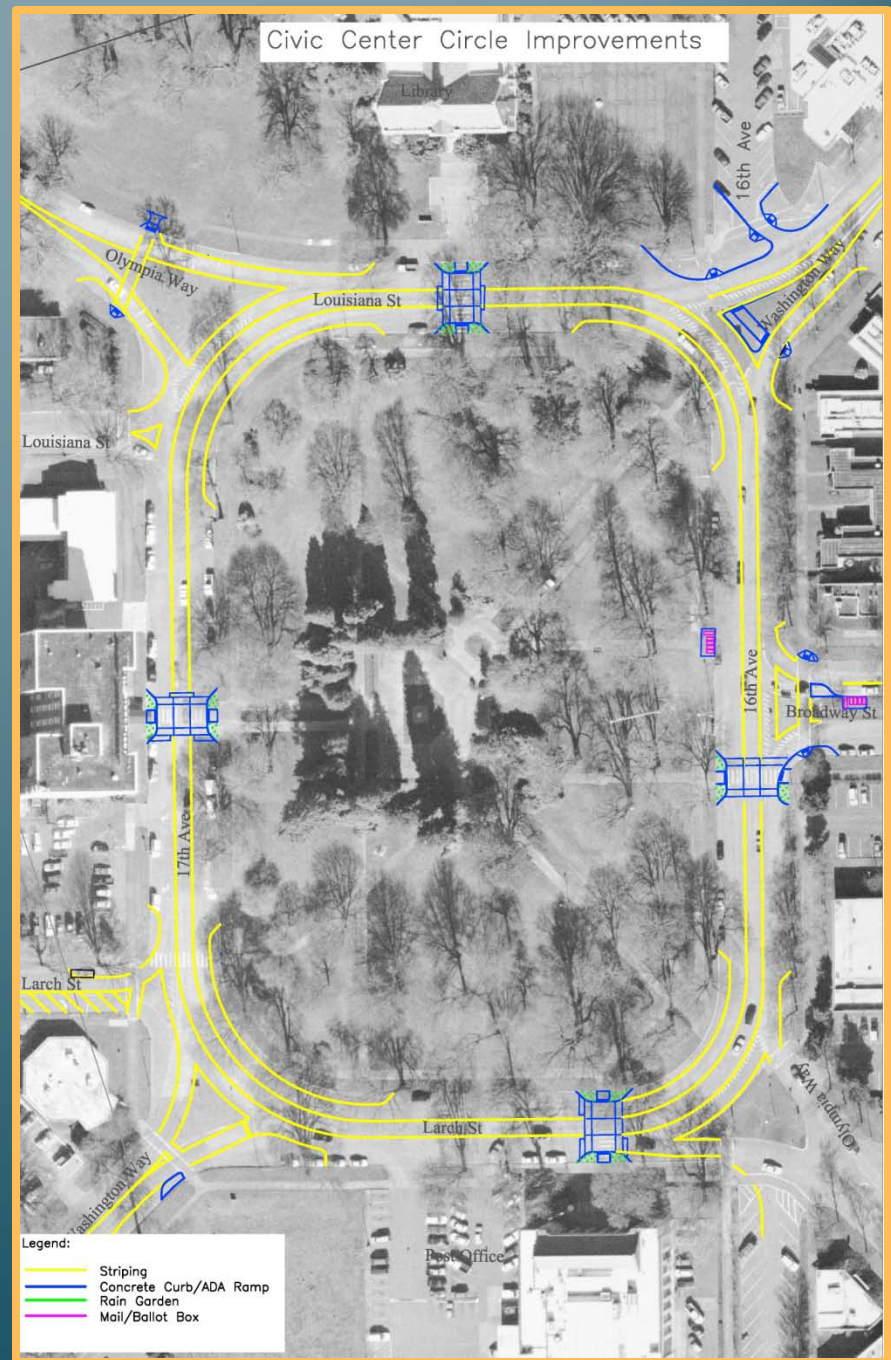 Civic Center Circle Improvements
Library
16th Ave
Olympia Way
Washington Way
Louisiana St
Louisiana St
16th Ave
Broadway St
17th Ave
Larch St
Olympia Way
Larch St
Washington Way
Post Office
Legend:
Striping
Concrete Curb/ADA Ramp
Rain Garden
Mail/Ballot Box